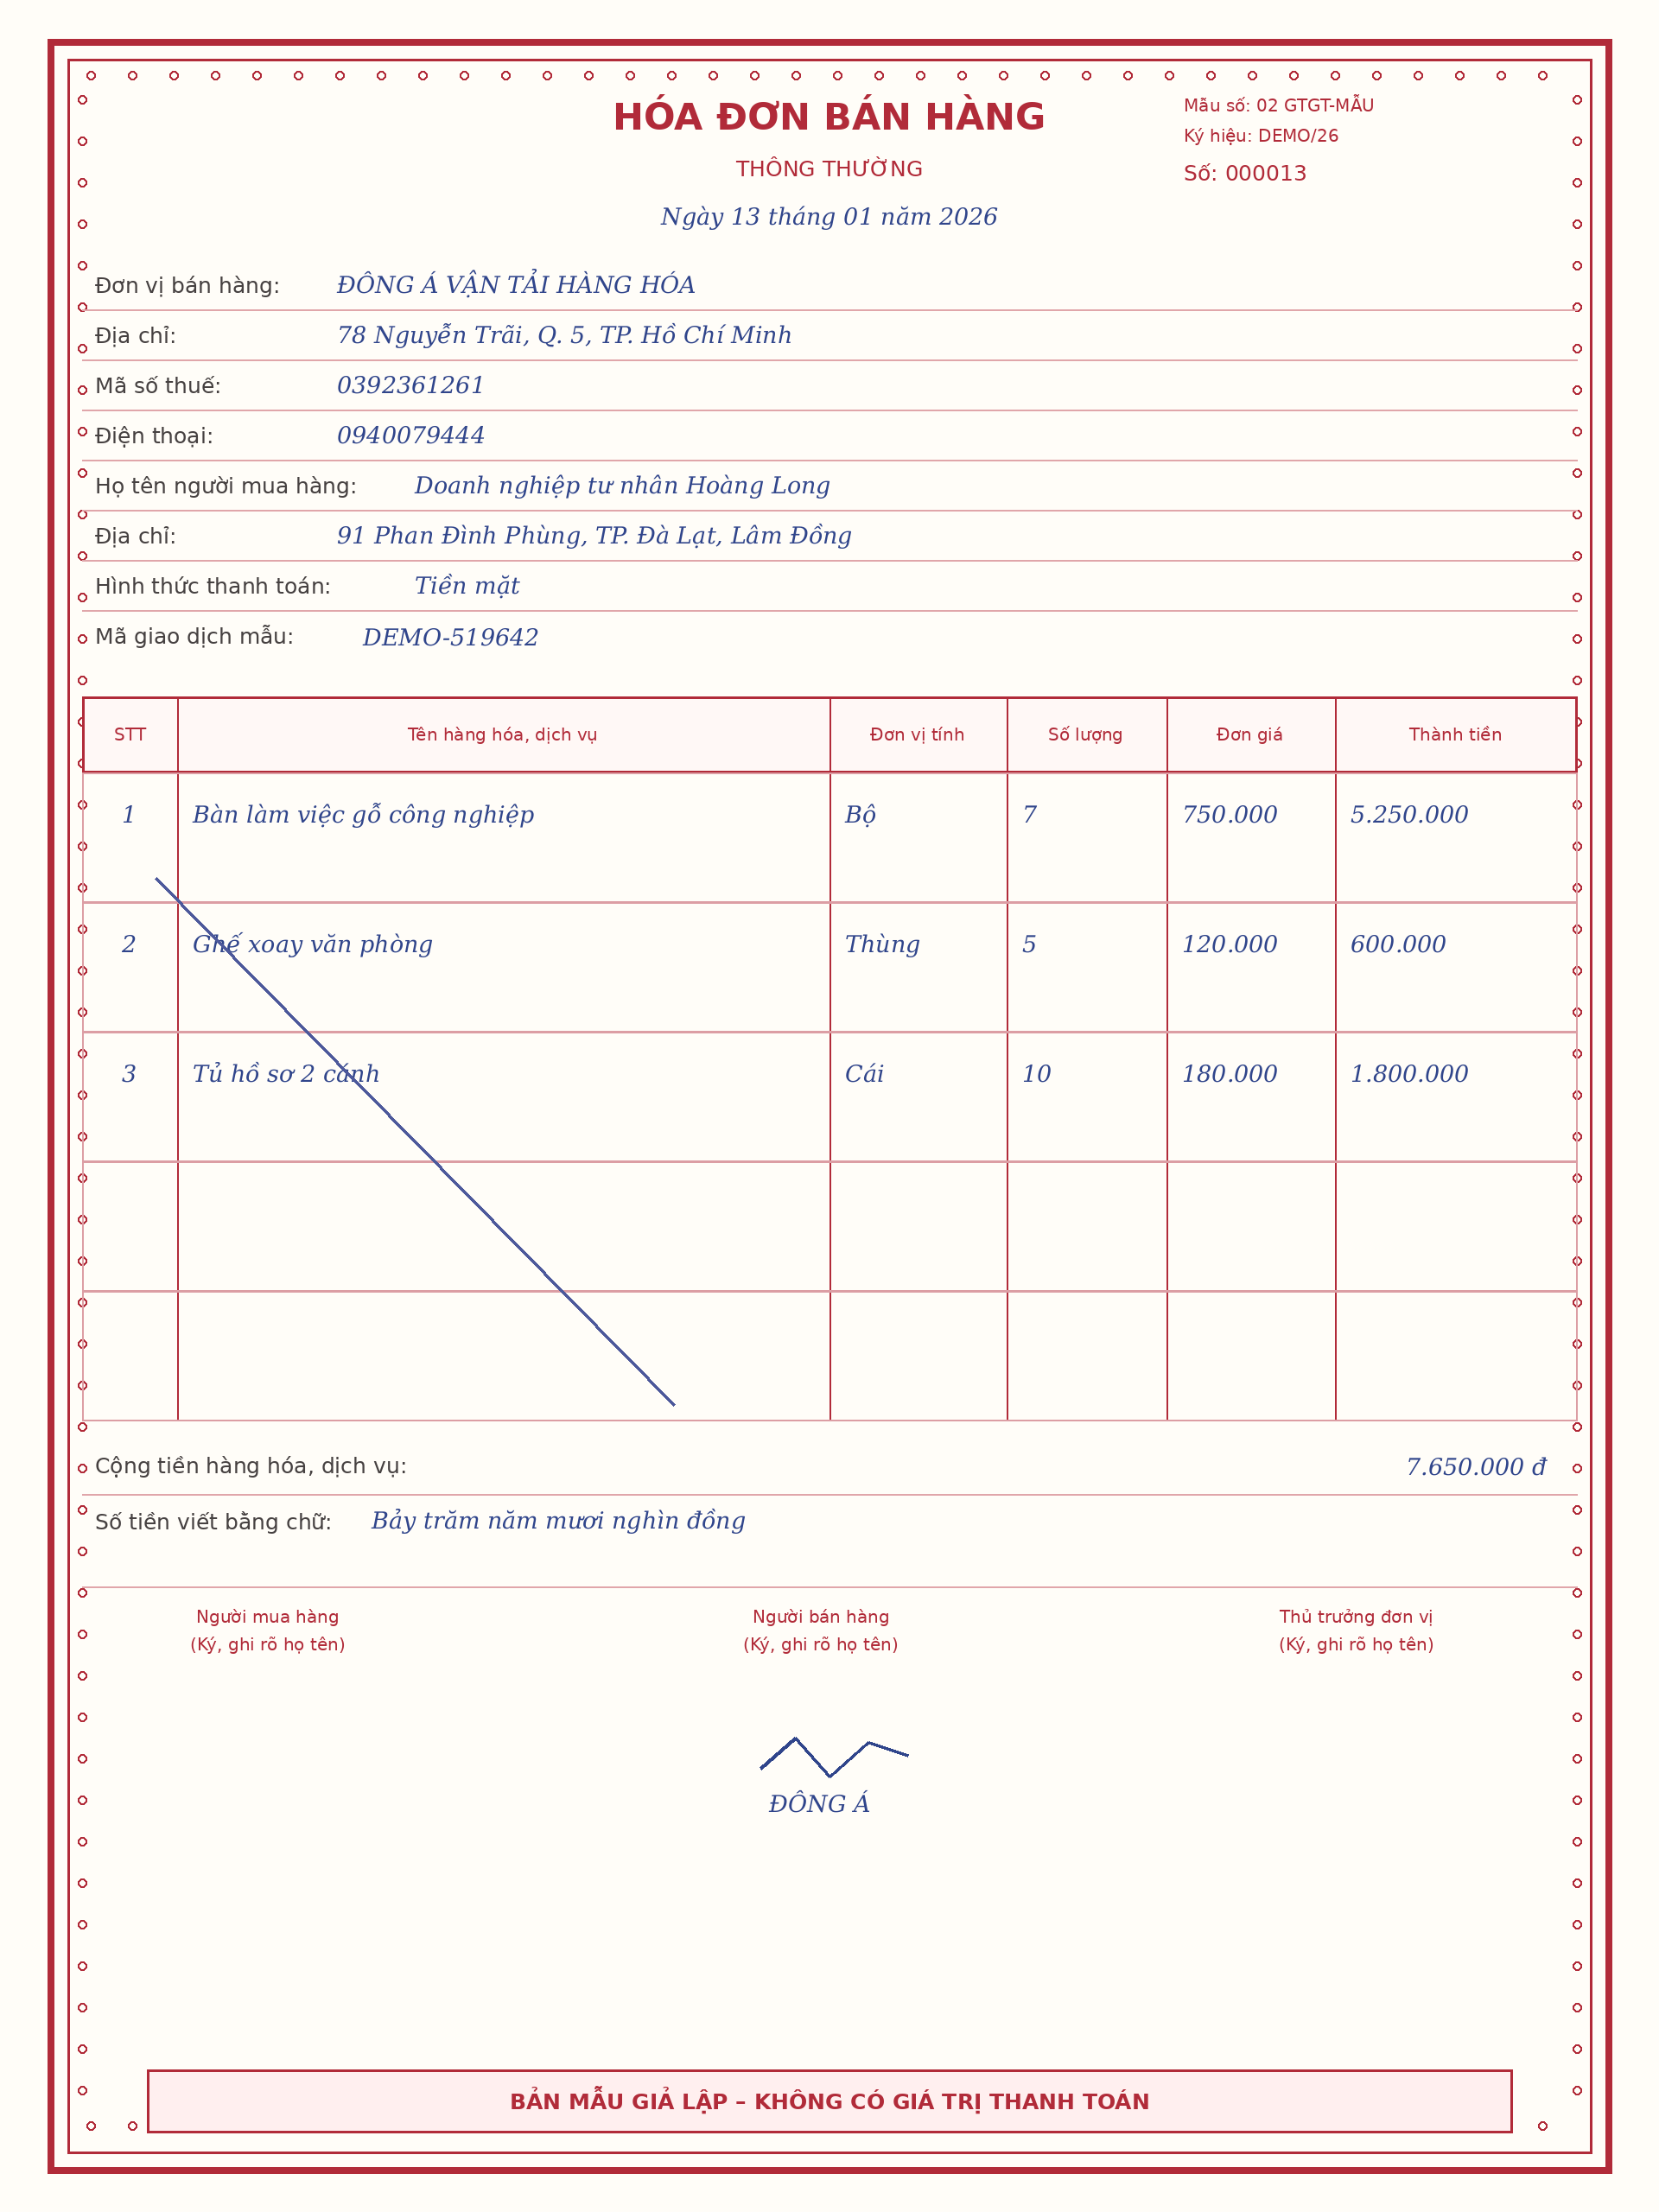 HÓA ĐƠN BÁN HÀNG
THÔNG THƯỜNG
Mẫu số: 02 GTGT-MẪU
Ký hiệu: DEMO/26
Số: 000013
Ngày 13 tháng 01 năm 2026
Đơn vị bán hàng: ĐÔNG Á VẬN TẢI HÀNG HÓA
Địa chỉ: 78 Nguyễn Trãi, Q. 5, TP. Hồ Chí Minh
Mã số thuế: 0392361261
Điện thoại: 0940079444
Họ tên người mua hàng: Doanh nghiệp tư nhân Hoàng Long
Địa chỉ: 91 Phan Đình Phùng, TP. Đà Lạt, Lâm Đồng
Hình thức thanh toán: Tiền mặt
Mã giao dịch mẫu: DEMO-519642
STT Tên hàng hóa, dịch vụ Đơn vị tính Số lượng Đơn giá Thành tiền
1 Bàn làm việc gỗ công nghiệp Bộ 7 750.000 5.250.000
2 Ghế xoay văn phòng Thùng 5 120.000 600.000
3 Tủ hồ sơ 2 cánh Cái 10 180.000 1.800.000
Cộng tiền hàng hóa, dịch vụ: 7.650.000 đ
Số tiền viết bằng chữ: Bảy trăm năm mươi nghìn đồng
Người mua hàng Người bán hàng Thủ trưởng đơn vị
(Ký, ghi rõ họ tên) (Ký, ghi rõ họ tên) (Ký, ghi rõ họ tên)
ĐÔNG Á
BẢN MẪU GIẢ LẬP – KHÔNG CÓ GIÁ TRỊ THANH TOÁN